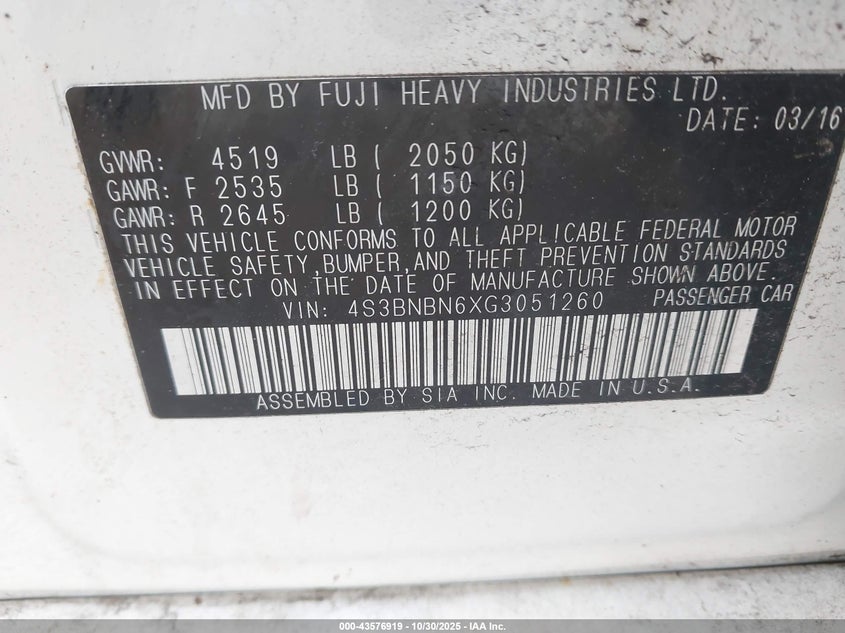 MFD BY FUJI HEAVY INDUSTRIES LTD.
DATE: 03/16
GVWR: 4519 LB ( 2050 KG)
GAWR: F 2535 LB ( 1150 KG)
GAWR: R 2645 LB ( 1200 KG)
THIS VEHICLE CONFORMS TO ALL APPLICABLE FEDERAL MOTOR
VEHICLE SAFETY,BUMPER,AND THEFT PREVENTION STANDARDS
IN EFFECT ON THE DATE OF MANUFACTURE SHOWN ABOVE.
VIN: 4S3BNBN6XG3051260 PASSENGER CAR
ASSEMBLED BY SIA INC. MADE IN U.S.A.
000-43576919 - 10/30/2025 - IAA Inc.